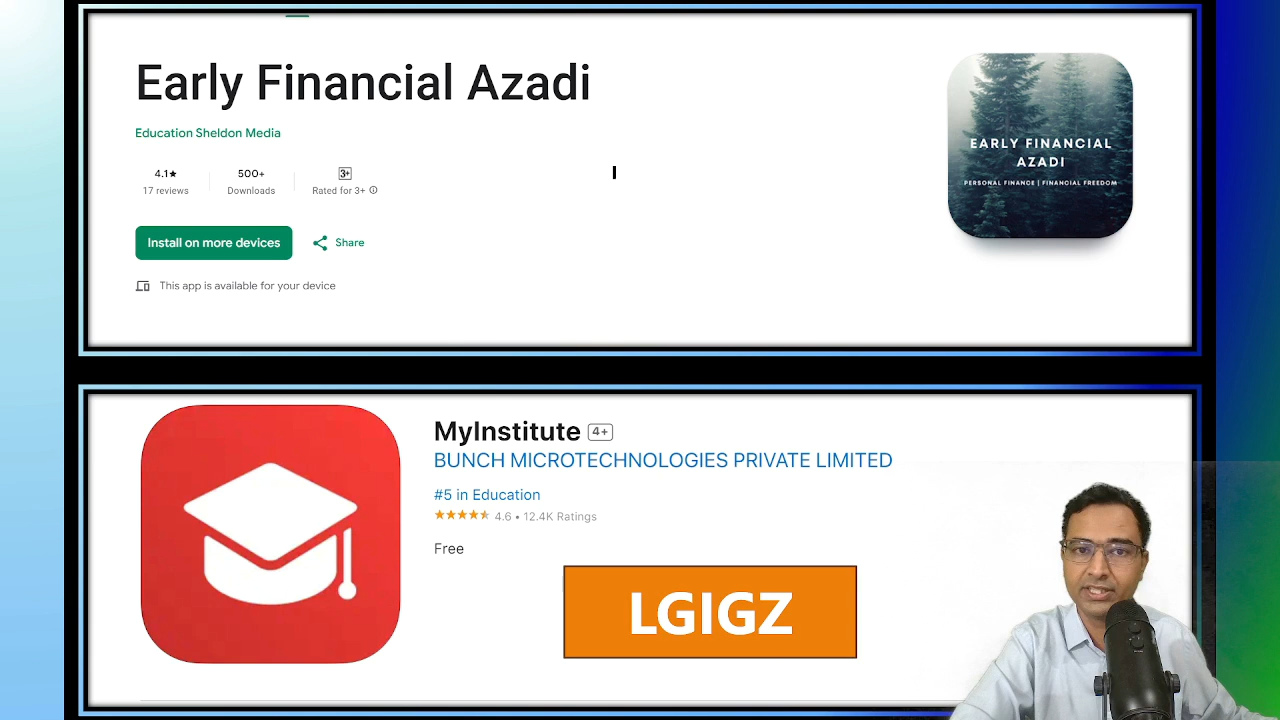 Early Financial Azadi
Education Sheldon Media
4.1★
17 reviews
500+
Downloads
3+
Rated for 3+
Install on more devices
Share
This app is available for your device
EARLY FINANCIAL
AZADI
PERSONAL FINANCE | FINANCIAL FREEDOM
MyInstitute 4+
BUNCH MICROTECHNOLOGIES PRIVATE LIMITED
#5 in Education
4.6 • 12.4K Ratings
Free
LGIGZ